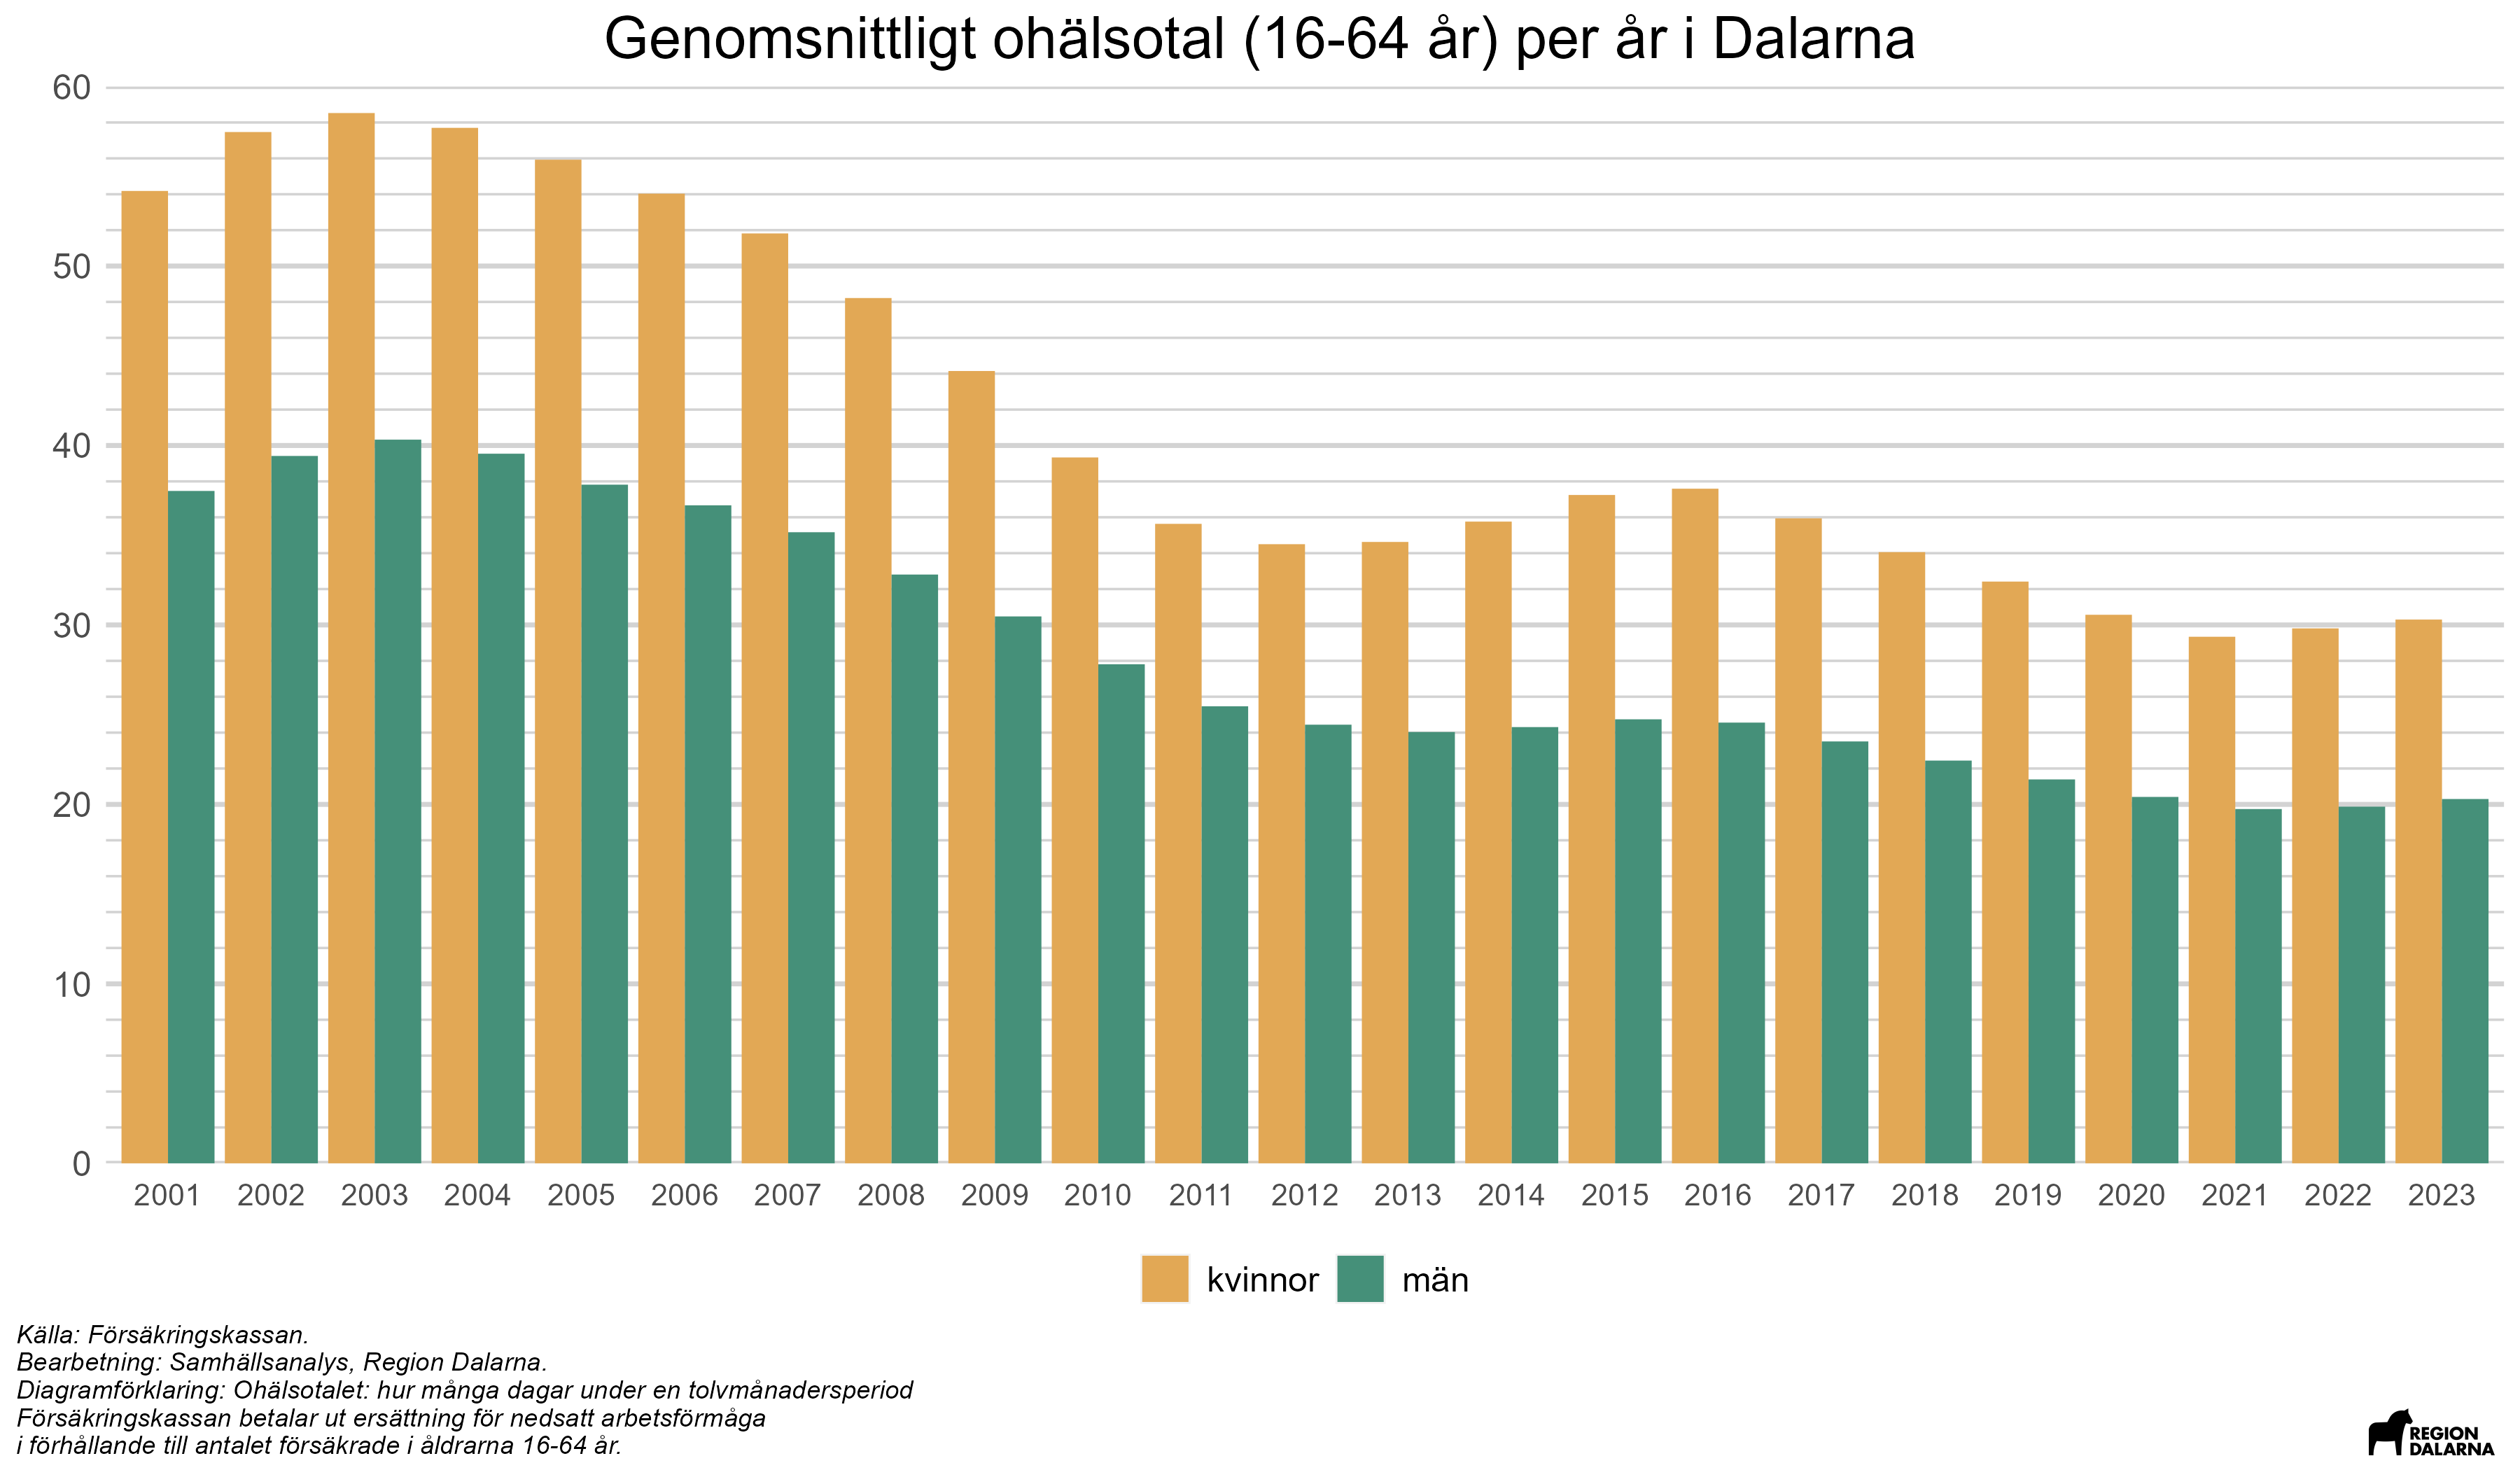 Genomsnittligt ohälsotal (16-64 år) per år i Dalarna
60
50
40
30
20
10
0
2001 2002 2003 2004 2005 2006 2007 2008 2009 2010 2011 2012 2013 2014 2015 2016 2017 2018 2019 2020 2021 2022 2023
kvinnor män
Källa: Försäkringskassan.
Bearbetning: Samhällsanalys, Region Dalarna.
Diagramförklaring: Ohälsotalet: hur många dagar under en tolvmånadersperiod
Försäkringskassan betalar ut ersättning för nedsatt arbetsförmåga
i förhållande till antalet försäkrade i åldrarna 16-64 år.
REGION
DALARNA